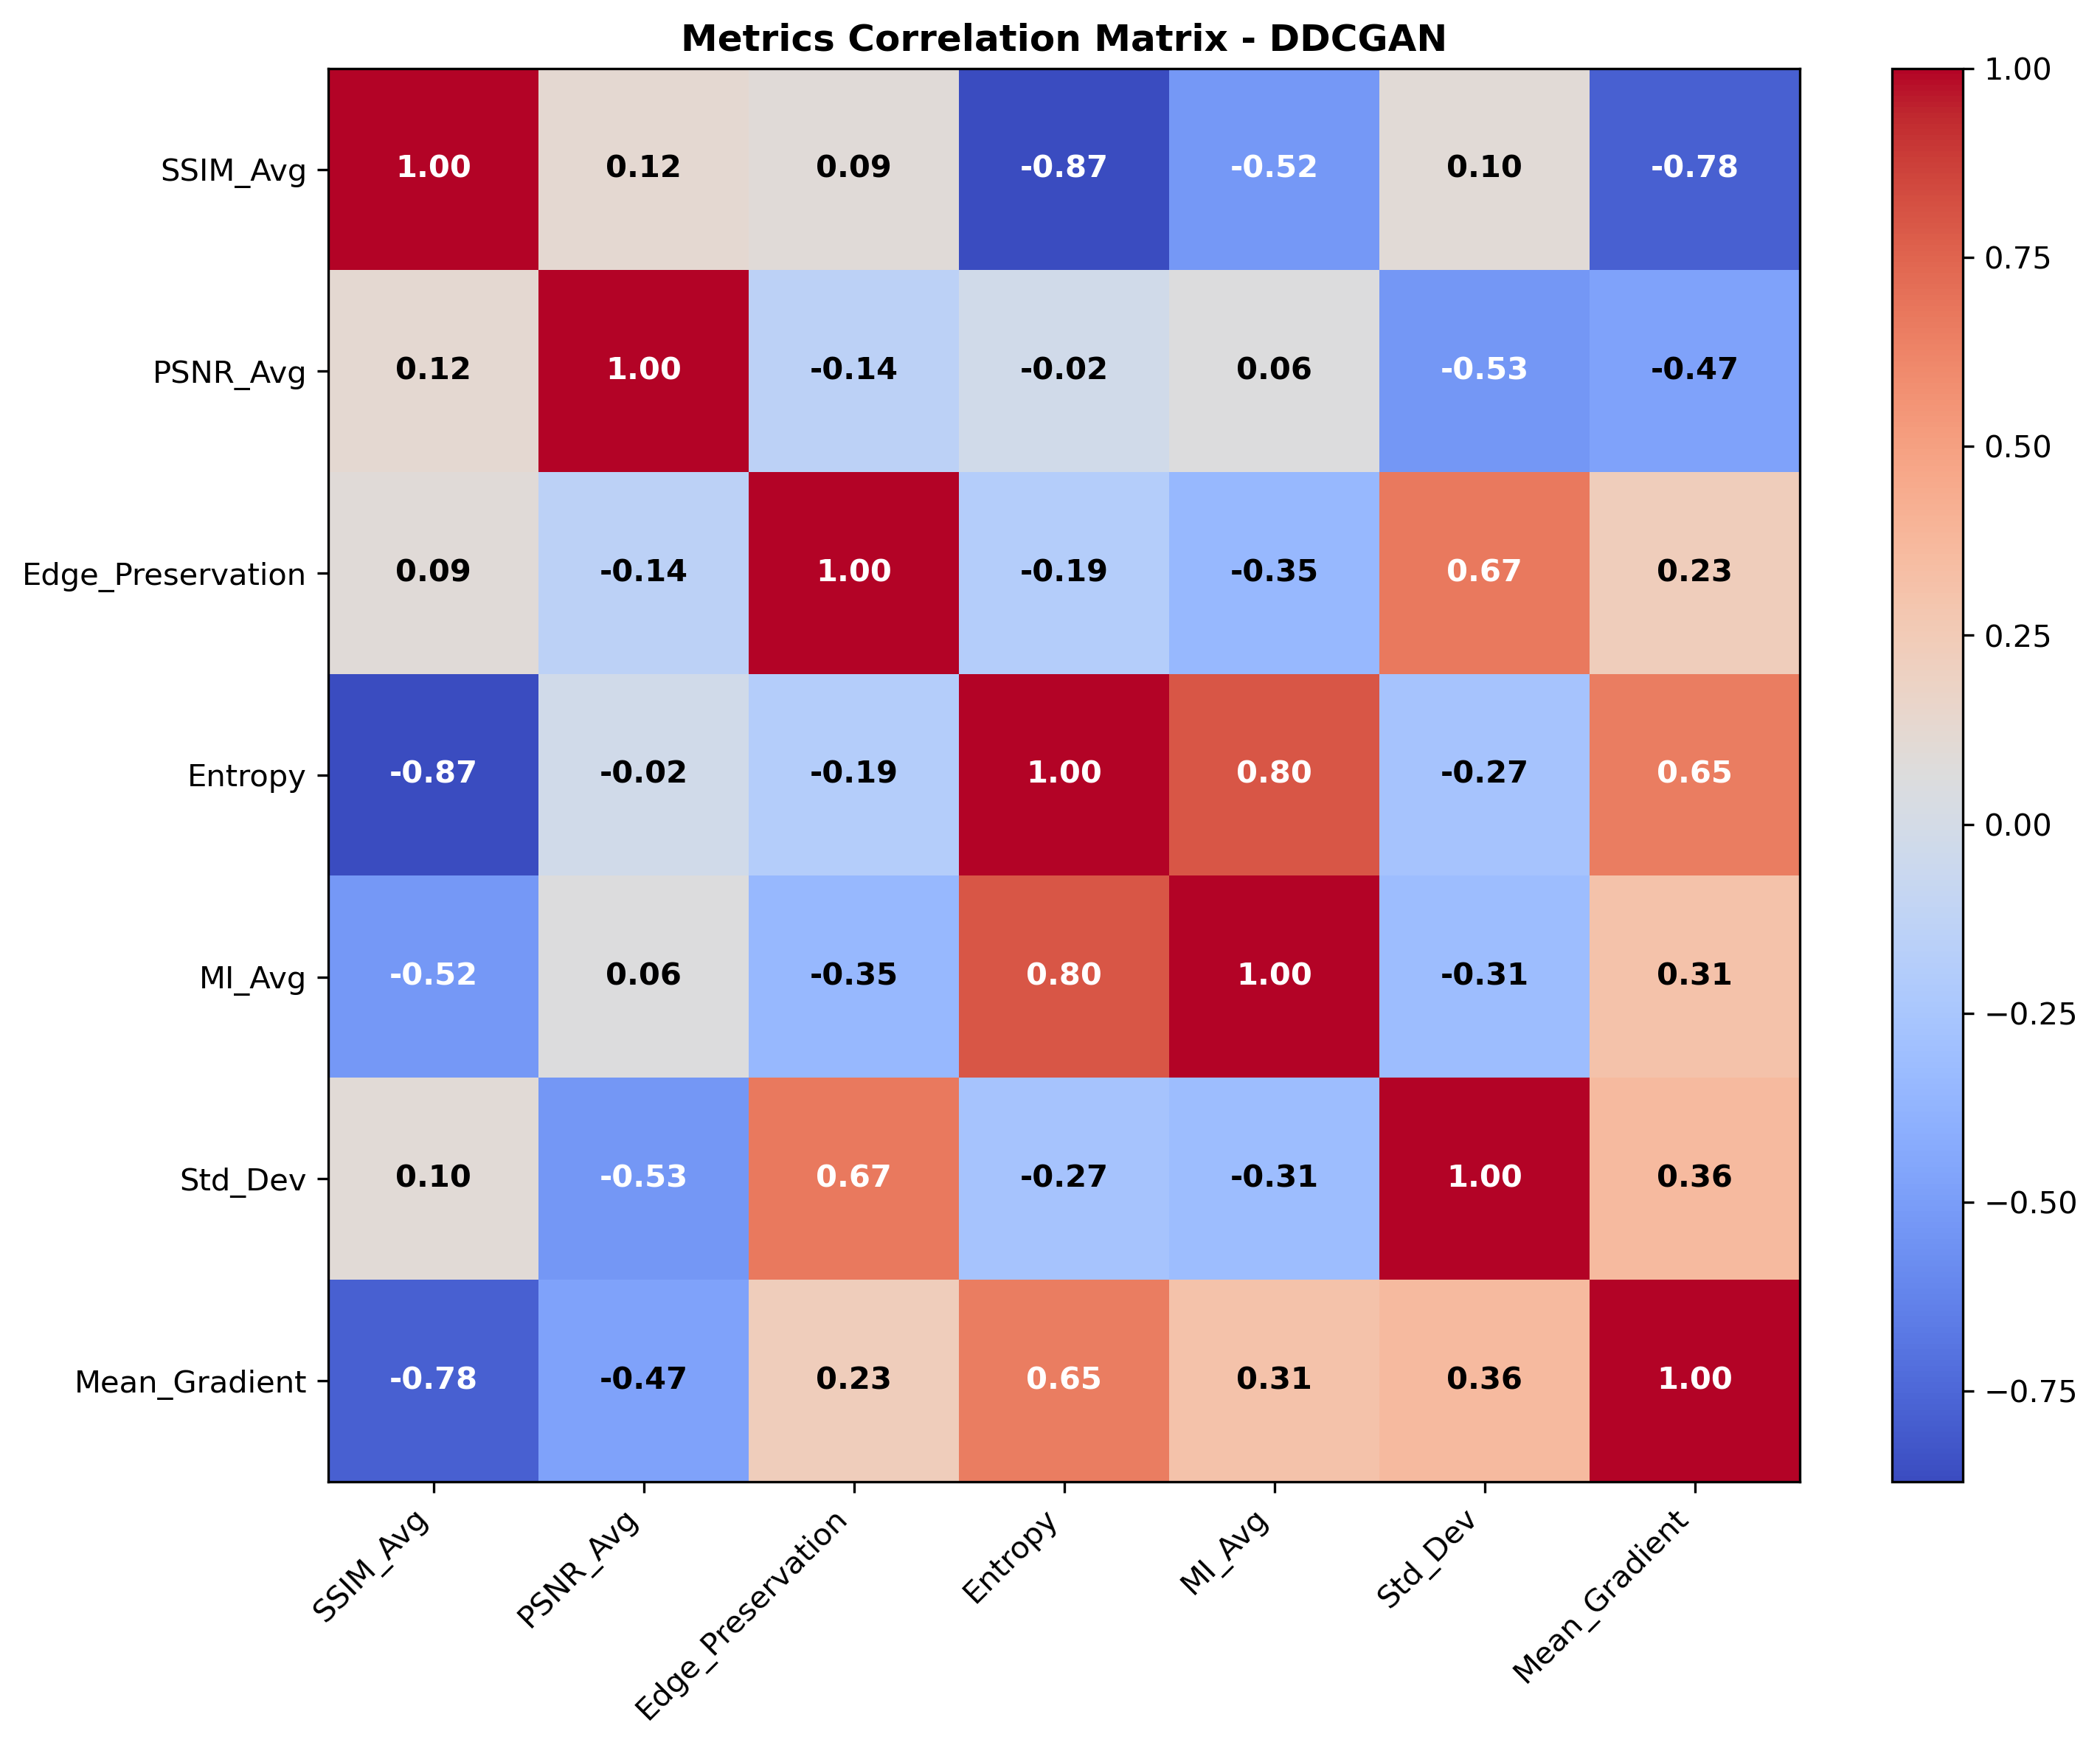 Metrics Correlation Matrix - DDCGAN
SSIM_Avg 1.00 0.12 0.09 -0.87 -0.52 0.10 -0.78
PSNR_Avg 0.12 1.00 -0.14 -0.02 0.06 -0.53 -0.47
Edge_Preservation 0.09 -0.14 1.00 -0.19 -0.35 0.67 0.23
Entropy -0.87 -0.02 -0.19 1.00 0.80 -0.27 0.65
MI_Avg -0.52 0.06 -0.35 0.80 1.00 -0.31 0.31
Std_Dev 0.10 -0.53 0.67 -0.27 -0.31 1.00 0.36
Mean_Gradient -0.78 -0.47 0.23 0.65 0.31 0.36 1.00
SSIM_Avg
PSNR_Avg
Edge_Preservation
Entropy
MI_Avg
Std_Dev
Mean_Gradient
1.00
0.75
0.50
0.25
0.00
−0.25
−0.50
−0.75